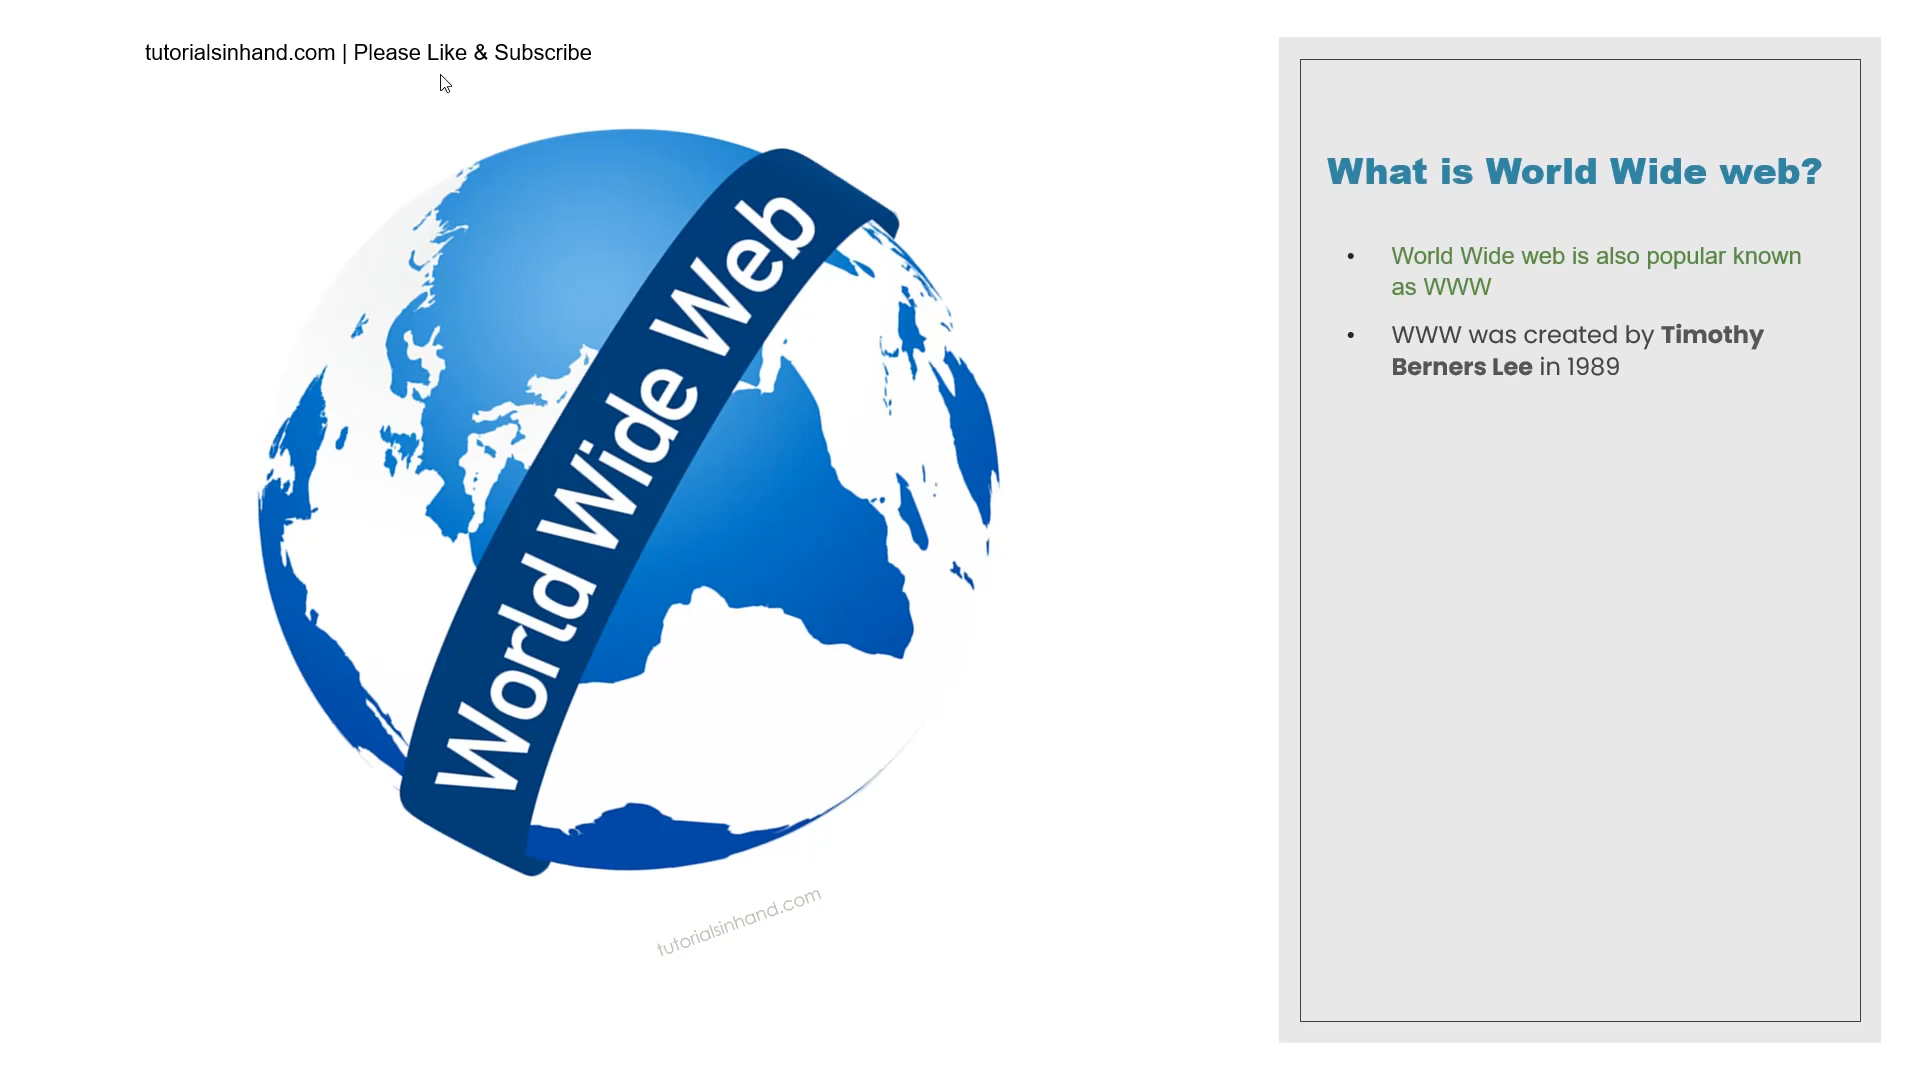 tutorialsinhand.com | Please Like & Subscribe
World Wide Web
tutorialsinhand.com
What is World Wide web?
• World Wide web is also popular known
as WWW
• WWW was created by Timothy
Berners Lee in 1989